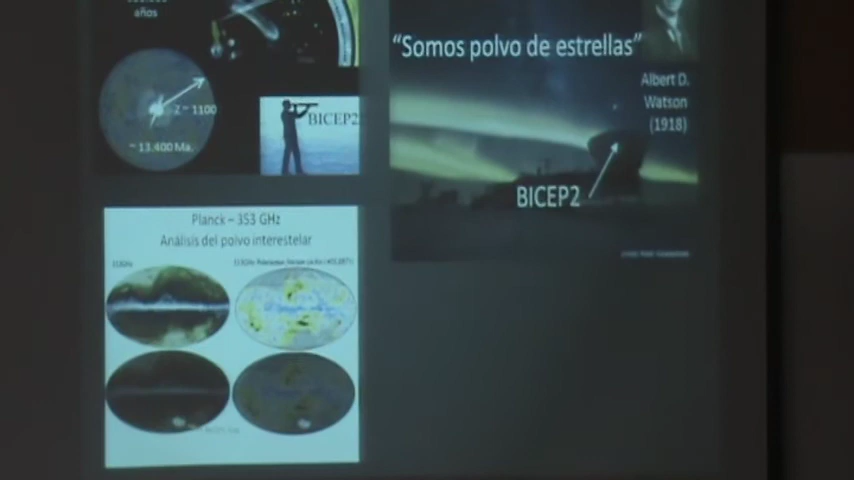 años
Z ~ 1100
~ 13.400 Ma.
BICEP2
“Somos polvo de estrellas”
Albert D.
Watson
(1918)
BICEP2
Planck – 353 GHz
Análisis del polvo interestelar
353GHz